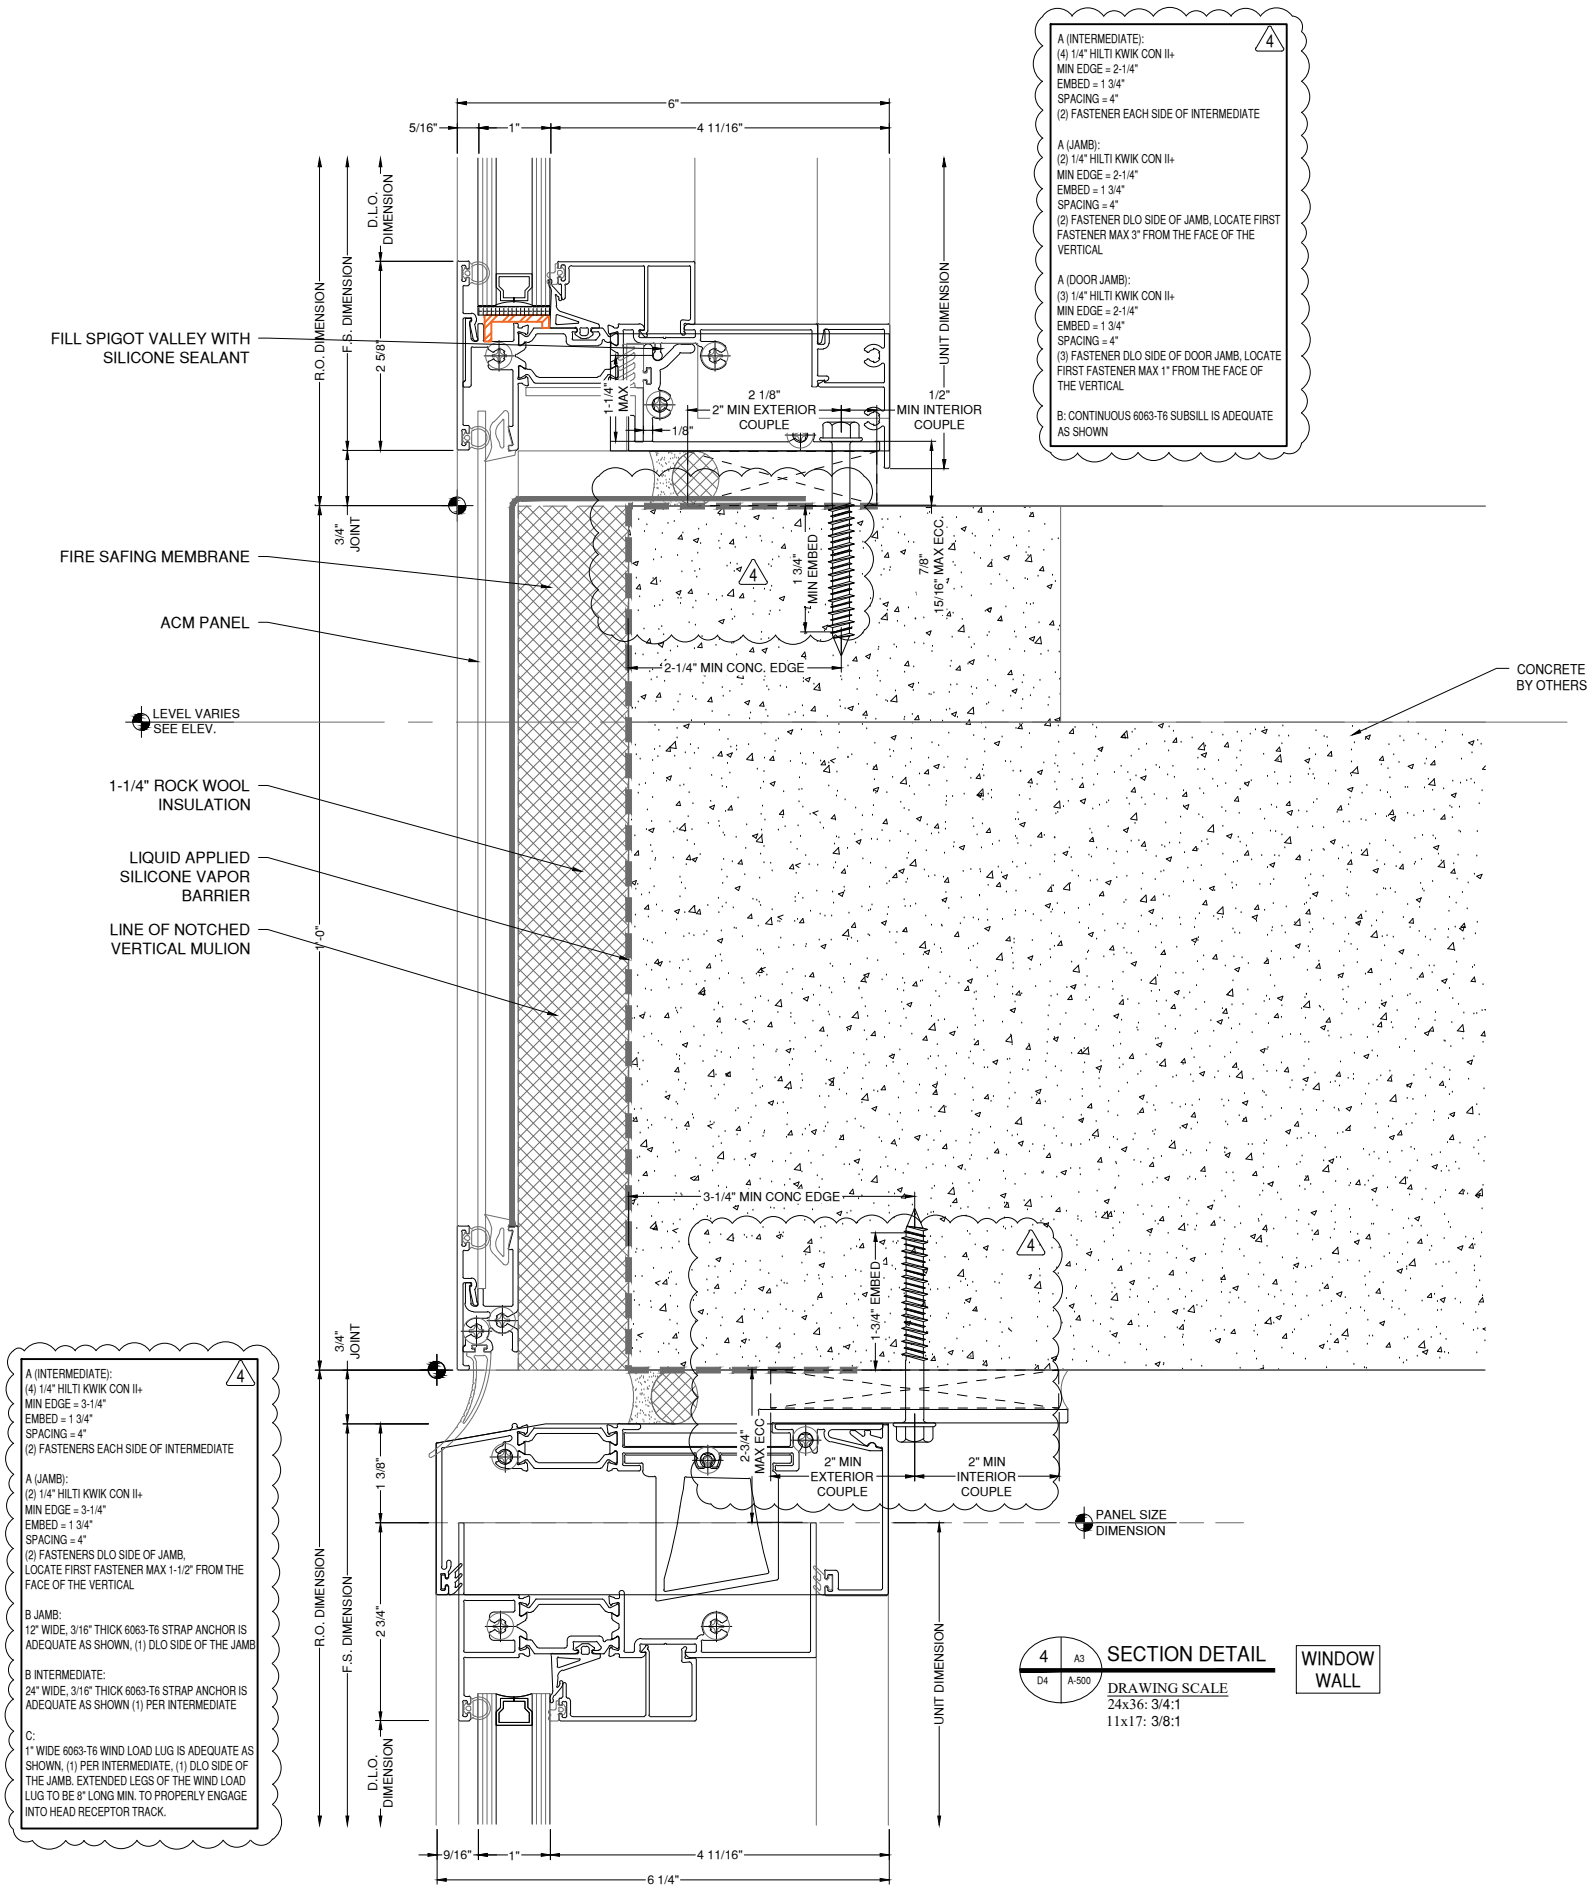 A (INTERMEDIATE):
(4) 1/4" HILTI KWIK CON II+
MIN EDGE = 2-1/4"
EMBED = 1 3/4"
SPACING = 4"
(2) FASTENER EACH SIDE OF INTERMEDIATE
A (JAMB):
(2) 1/4" HILTI KWIK CON II+
MIN EDGE = 2-1/4"
EMBED = 1 3/4"
SPACING = 4"
(2) FASTENER DLO SIDE OF JAMB, LOCATE FIRST
FASTENER MAX 3" FROM THE FACE OF THE
VERTICAL
A (DOOR JAMB):
(3) 1/4" HILTI KWIK CON II+
MIN EDGE = 2-1/4"
EMBED = 1 3/4"
SPACING = 4"
(3) FASTENER DLO SIDE OF DOOR JAMB, LOCATE
FIRST FASTENER MAX 1" FROM THE FACE OF
THE VERTICAL
B: CONTINUOUS 6063-T6 SUBSILL IS ADEQUATE
AS SHOWN
4
6"
5/16"
1"
4 11/16"
D.L.O.
DIMENSION
R.O. DIMENSION
F.S. DIMENSION
2 5/8"
UNIT DIMENSION
FILL SPIGOT VALLEY WITH
SILICONE SEALANT
1-1/4"
MAX
1/8"
2 1/8"
2" MIN EXTERIOR
COUPLE
1/2"
MIN INTERIOR
COUPLE
3/4"
JOINT
FIRE SAFING MEMBRANE
4
1 3/4"
MIN EMBED
7/8"
15/16" MAX ECC.
ACM PANEL
2-1/4" MIN CONC. EDGE
CONCRETE
BY OTHERS
LEVEL VARIES
SEE ELEV.
1-1/4" ROCK WOOL
INSULATION
LIQUID APPLIED
SILICONE VAPOR
BARRIER
LINE OF NOTCHED
VERTICAL MULION
1'-0"
3-1/4" MIN CONC EDGE
4
1-3/4" EMBED
3/4"
JOINT
A (INTERMEDIATE):
(4) 1/4" HILTI KWIK CON II+
MIN EDGE = 3-1/4"
EMBED = 1 3/4"
SPACING = 4"
(2) FASTENERS EACH SIDE OF INTERMEDIATE
A (JAMB):
(2) 1/4" HILTI KWIK CON II+
MIN EDGE = 3-1/4"
EMBED = 1 3/4"
SPACING = 4"
(2) FASTENERS DLO SIDE OF JAMB,
LOCATE FIRST FASTENER MAX 1-1/2" FROM THE
FACE OF THE VERTICAL
B JAMB:
12" WIDE, 3/16" THICK 6063-T6 STRAP ANCHOR IS
ADEQUATE AS SHOWN, (1) DLO SIDE OF THE JAMB
B INTERMEDIATE:
24" WIDE, 3/16" THICK 6063-T6 STRAP ANCHOR IS
ADEQUATE AS SHOWN (1) PER INTERMEDIATE
C:
1" WIDE 6063-T6 WIND LOAD LUG IS ADEQUATE AS
SHOWN, (1) PER INTERMEDIATE, (1) DLO SIDE OF
THE JAMB. EXTENDED LEGS OF THE WIND LOAD
LUG TO BE 8" LONG MIN. TO PROPERLY ENGAGE
INTO HEAD RECEPTOR TRACK.
4
1 3/8"
2-3/4"
MAX ECC
2" MIN
EXTERIOR
COUPLE
2" MIN
INTERIOR
COUPLE
PANEL SIZE
DIMENSION
R.O. DIMENSION
F.S. DIMENSION
2 3/4"
UNIT DIMENSION
D.L.O.
DIMENSION
4
A3
D4
A-500
SECTION DETAIL
DRAWING SCALE
24x36: 3/4:1
11x17: 3/8:1
WINDOW
WALL
9/16"
1"
4 11/16"
6 1/4"